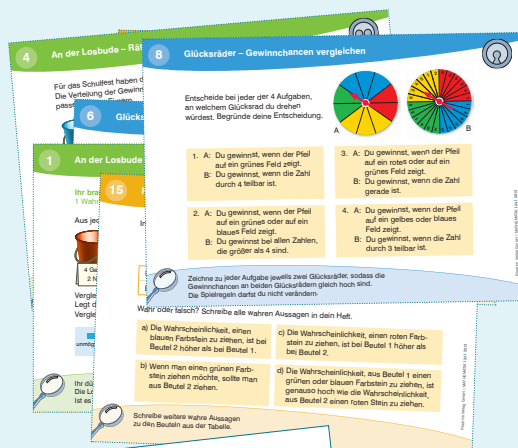 4
An der Losbude – Rä
Für das Schulfest haben d
Die Verteilung der Gewinn
6
Glücks
1
An der Losbude
Ihr bra
1 Wahr
Aus jed
4 Ge
2 N
Vergle
Legt d
Vergle
unmög
Ihr dü
Die Lo
Ist es
15
8
Glücksräder – Gewinnchancen vergleichen
Entscheide bei jeder der 4 Aufgaben,
an welchem Glücksrad du drehen
würdest. Begründe deine Entscheidung.
A
B
1. A: Du gewinnst, wenn der Pfeil
auf ein grünes Feld zeigt.
B: Du gewinnst, wenn die Zahl
durch 4 teilbar ist.
2. A: Du gewinnst, wenn der Pfeil
auf ein grünes oder auf ein
blaues Feld zeigt.
B: Du gewinnst bei allen Zahlen,
die größer als 4 sind.
3. A: Du gewinnst, wenn der Pfeil
auf ein rotes oder auf ein
grünes Feld zeigt.
B: Du gewinnst, wenn die Zahl
gerade ist.
4. A: Du gewinnst, wenn der Pfeil
auf ein gelbes oder blaues
Feld zeigt.
B: Du gewinnst, wenn die Zahl
durch 3 teilbar ist.
Zeichne zu jeder Aufgabe jeweils zwei Glücksräder, sodass die
Gewinnchancen an beiden Glücksrädern gleich hoch sind.
Die Spielregeln darfst du nicht verändern.
Wahr oder falsch? Schreibe alle wahren Aussagen in dein Heft.
a) Die Wahrscheinlichkeit, einen
blauen Farbstein zu ziehen, ist bei
Beutel 2 höher als bei Beutel 1.
b) Wenn man einen grünen Farb-
stein ziehen möchte, sollte man
aus Beutel 2 ziehen.
c) Die Wahrscheinlichkeit, einen roten Farb-
stein zu ziehen, ist bei Beutel 1 höher als
bei Beutel 2.
d) Die Wahrscheinlichkeit, aus Beutel 1 einen
grünen oder blauen Farbstein zu ziehen, ist
genauso hoch wie die Wahrscheinlichkeit,
aus Beutel 2 einen roten Stein zu ziehen.
Schreibe weitere wahre Aussagen
zu den Beuteln aus der Tabelle.